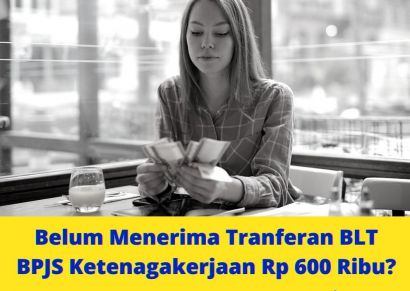 Belum Menerima Tranferan BLT
BPJS Ketenagakerjaan Rp 600 Ribu?